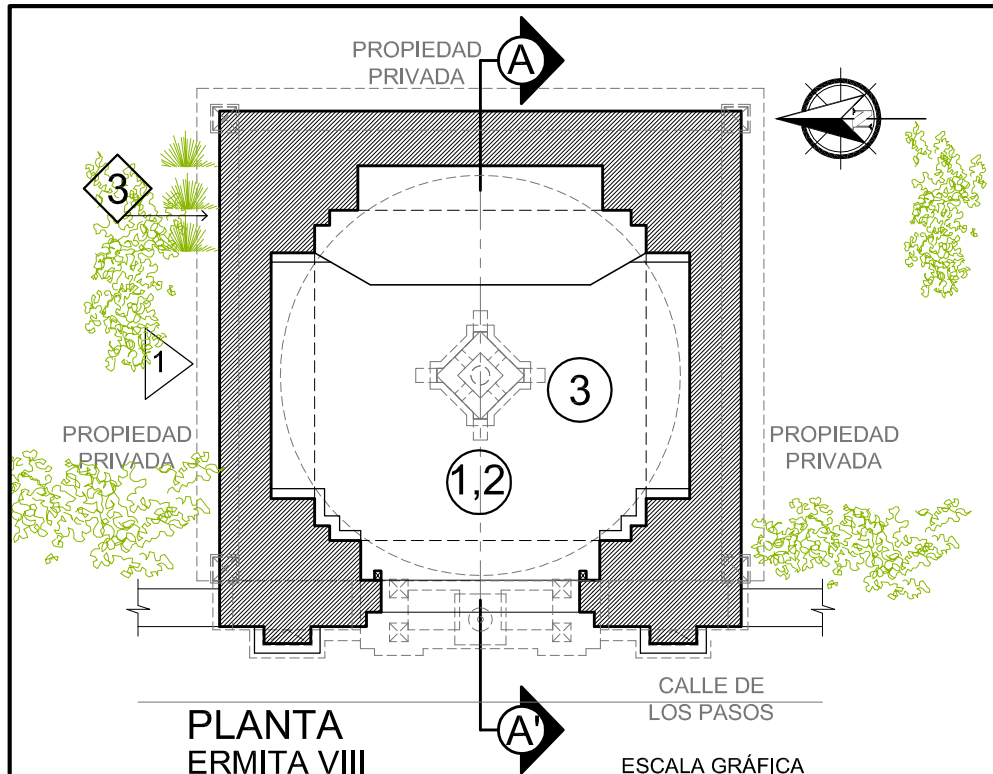 PROPIEDAD
PRIVADA
A
N
3
1
3
1,2
PROPIEDAD
PRIVADA
PROPIEDAD
PRIVADA
CALLE DE
LOS PASOS
A'
PLANTA
ERMITA VIII
ESCALA GRÁFICA